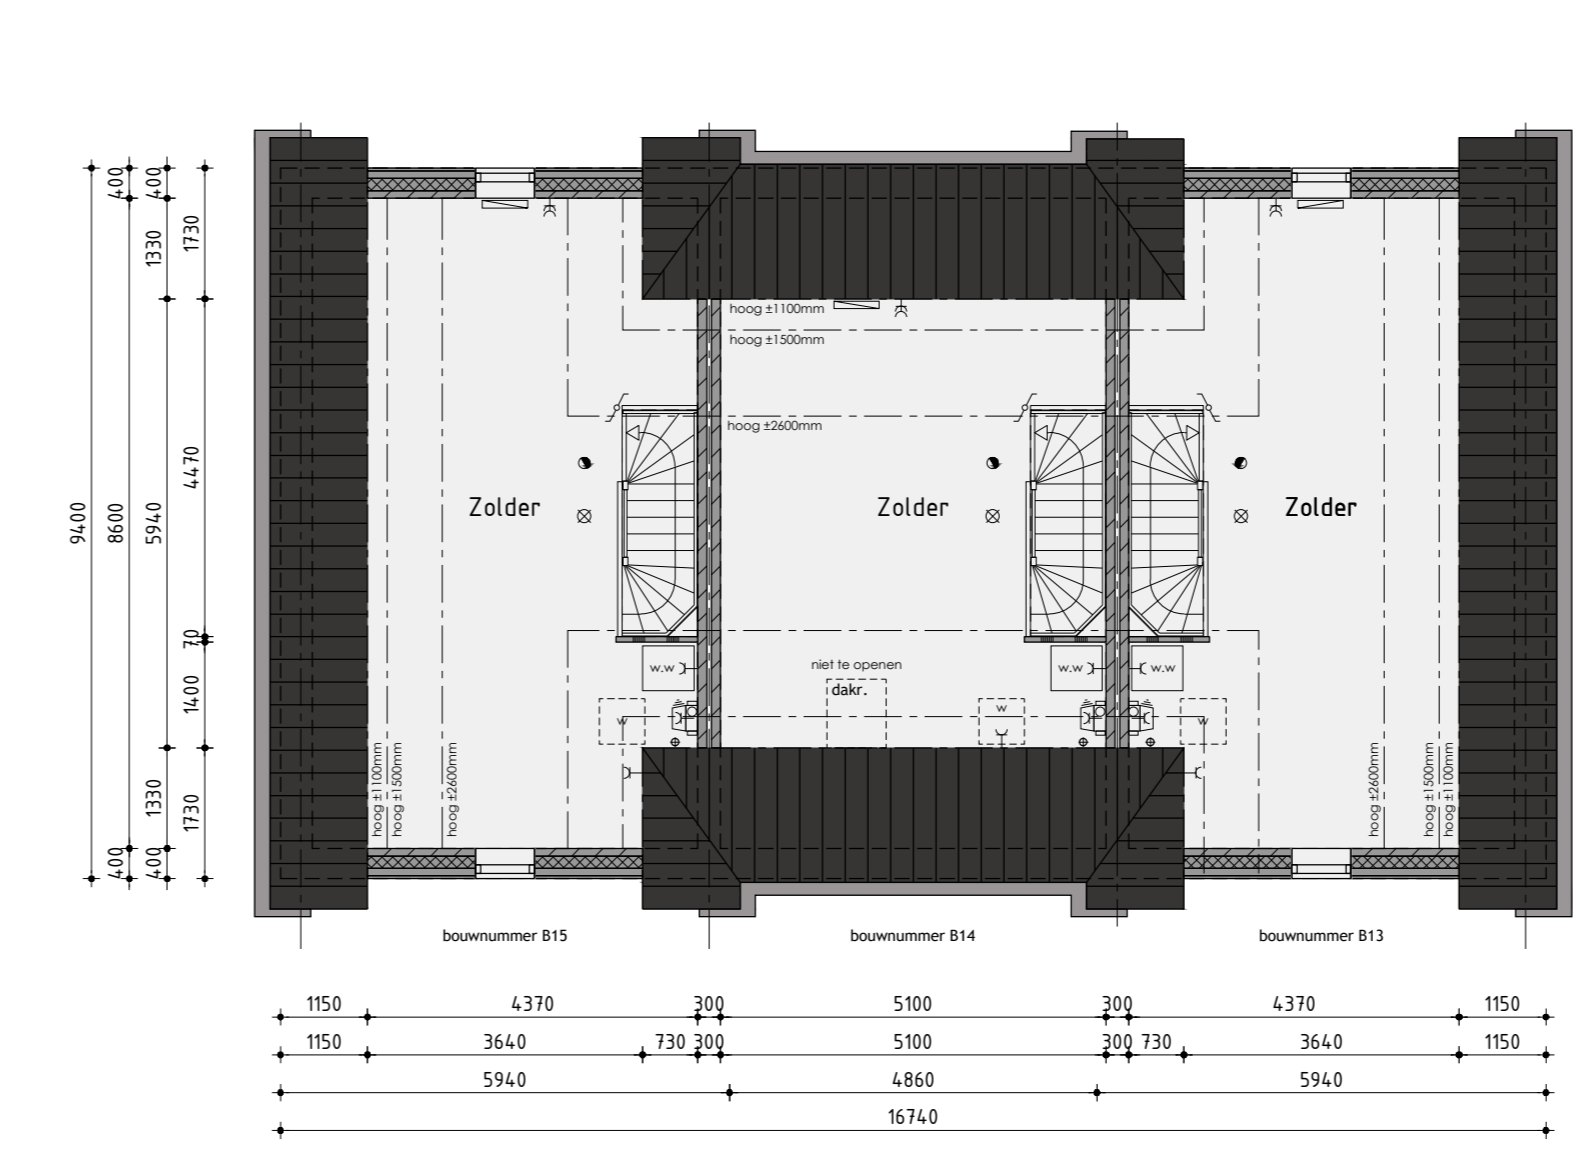 400
400
1730
1330
hoog ±1100mm
hoog ±1500mm
hoog ±2600mm
4470
Zolder
Zolder
Zolder
9400
8600
5940
70
w.w
w.w
w.w
niet te openen
dakr.
1400
w
w
w
hoog ±1100mm
hoog ±1500mm
hoog ±2600mm
hoog ±2600mm
hoog ±1500mm
hoog ±1100mm
1330
1730
400
400
bouwnummer B15
bouwnummer B14
bouwnummer B13
1150 4370 300 5100 300 4370 1150
1150 3640 730 300 5100 300 730 3640 1150
5940 4860 5940
16740